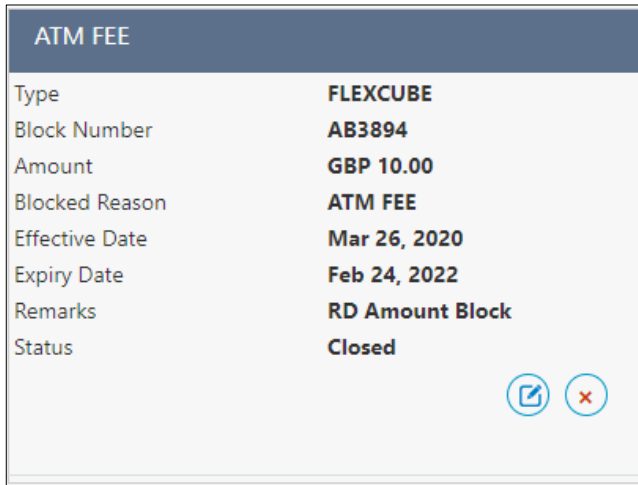 ATM FEE
Type FLEXCUBE
Block Number AB3894
Amount GBP 10.00
Blocked Reason ATM FEE
Effective Date Mar 26, 2020
Expiry Date Feb 24, 2022
Remarks RD Amount Block
Status Closed